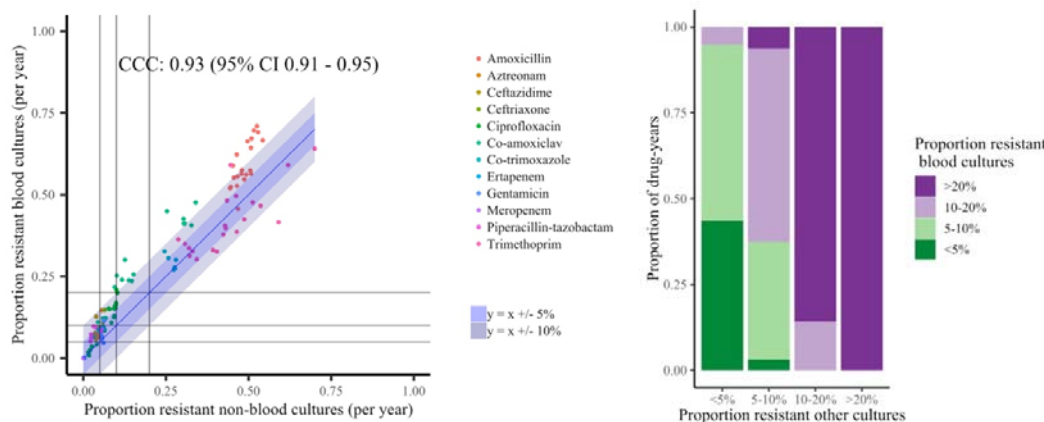 Proportion resistant blood cultures (per year)
1.00
0.75
0.50
0.25
0.00
CCC: 0.93 (95% CI 0.91 - 0.95)
0.00 0.25 0.50 0.75 1.00
Proportion resistant non-blood cultures (per year)
Amoxicillin
Aztreonam
Ceftazidime
Ceftriaxone
Ciprofloxacin
Co-amoxiclav
Co-trimoxazole
Ertapenem
Gentamicin
Meropenem
Piperacillin-tazobactam
Trimethoprim
y = x +/- 5%
y = x +/- 10%
Proportion of drug-years
1.00
0.75
0.50
0.25
0.00
<5% 5-10% 10-20% >20%
Proportion resistant other cultures
Proportion resistant
blood cultures
>20%
10-20%
5-10%
<5%